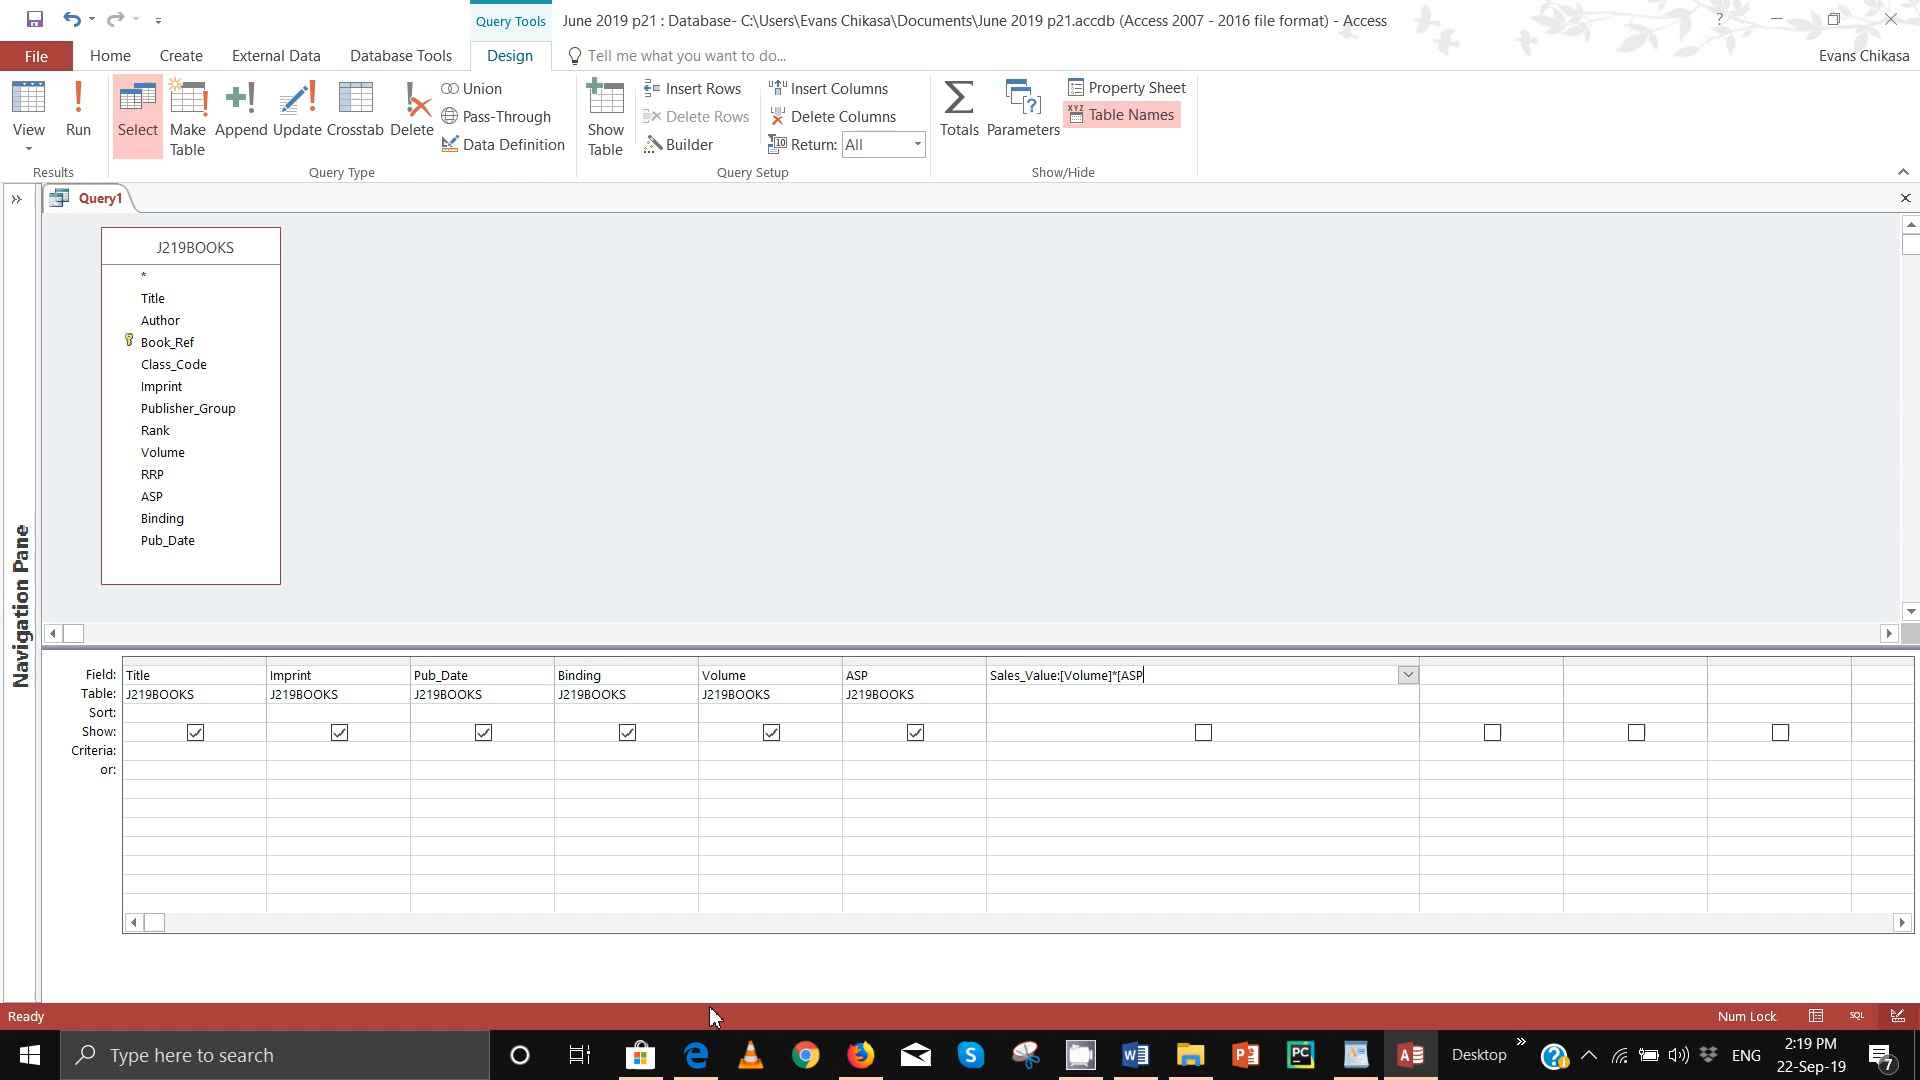 Query Tools
June 2019 p21 : Database- C:\Users\Evans Chikasa\Documents\June 2019 p21.accdb (Access 2007 - 2016 file format) - Access
?
File
Home
Create
External Data
Database Tools
Design
Tell me what you want to do...
Evans Chikasa
View
Run
Select
Make Table
Append
Update
Crosstab
Delete
Union
Pass-Through
Data Definition
Show Table
Insert Rows
Delete Rows
Builder
Insert Columns
Delete Columns
Return: All
Totals
Parameters
Property Sheet
Table Names
Results
Query Type
Query Setup
Show/Hide
»
Query1
Navigation Pane
J219BOOKS
*
Title
Author
Book_Ref
Class_Code
Imprint
Publisher_Group
Rank
Volume
RRP
ASP
Binding
Pub_Date
Field: Title Imprint Pub_Date Binding Volume ASP Sales_Value:[Volume]*[ASP
Table: J219BOOKS J219BOOKS J219BOOKS J219BOOKS J219BOOKS J219BOOKS
Sort:
Show:
Criteria:
or:
Ready
Num Lock
SQL
Type here to search
Desktop
»
ENG
2:19 PM
22-Sep-19
7